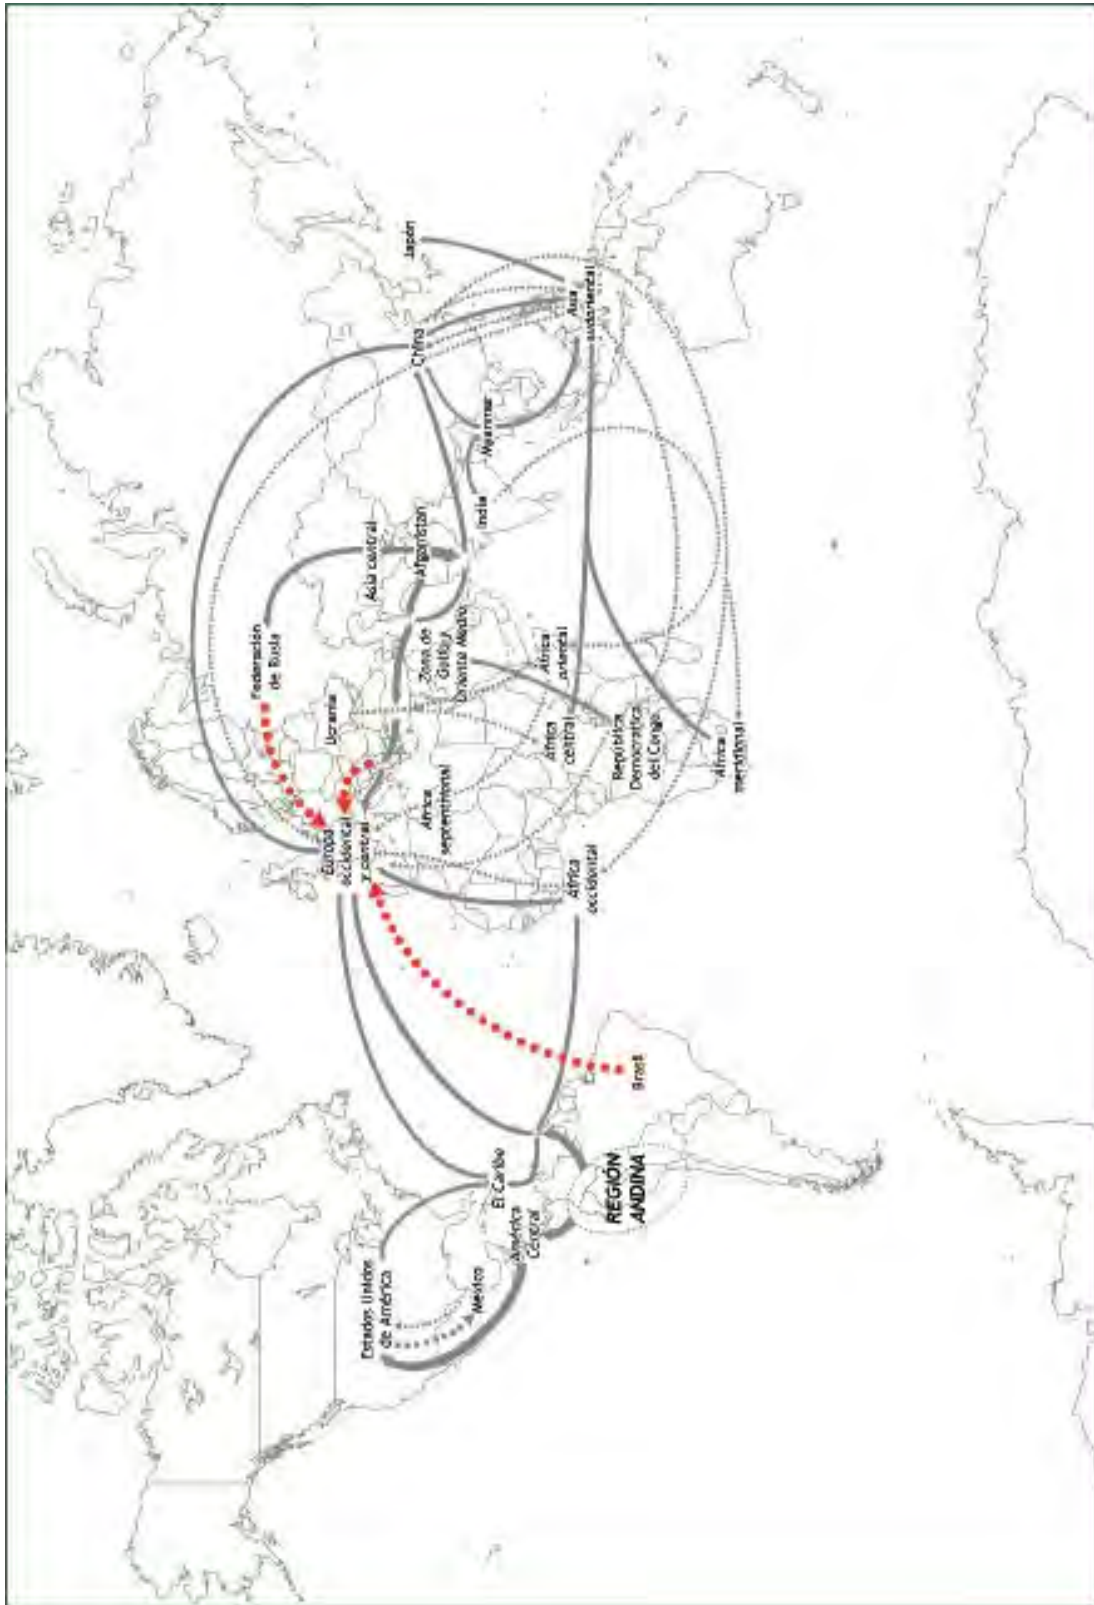 Estados Unidos
de América
México
América
Central
El Caribe
REGIÓN
ANDINA
Brasil
Europa
occidental
y central
Federación
de Rusia
Ucrania
África
septentrional
África
occidental
África
central
República
Democrática
del Congo
África
meridional
África
oriental
Zona de
Golfo y
Oriente Medio
Asia central
Afganistán
India
Myanmar
China
Japón
Asia
sudoriental